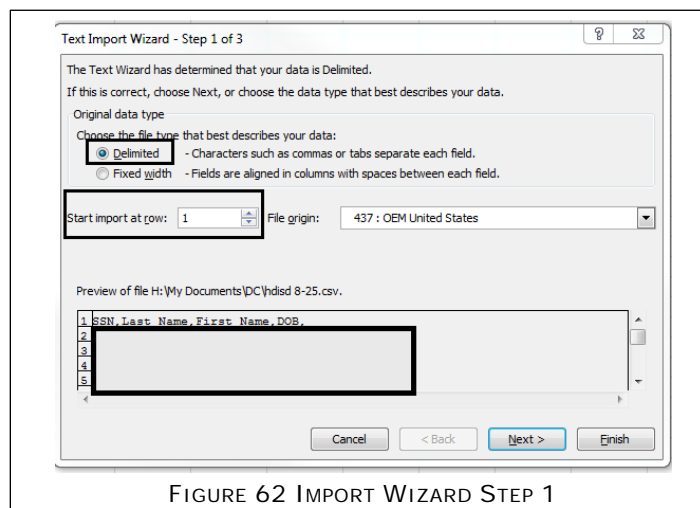 Text Import Wizard - Step 1 of 3
The Text Wizard has determined that your data is Delimited.
If this is correct, choose Next, or choose the data type that best describes your data.
Original data type
Choose the file type that best describes your data:
Delimited - Characters such as commas or tabs separate each field.
Fixed width - Fields are aligned in columns with spaces between each field.
Start import at row: 1 File origin: 437 : OEM United States
Preview of file H:\My Documents\DC\hdisd 8-25.csv.
1 SSN,Last Name,First Name,DOB,
2
3
4
5
Cancel < Back Next > Finish
FIGURE 62 IMPORT WIZARD STEP 1